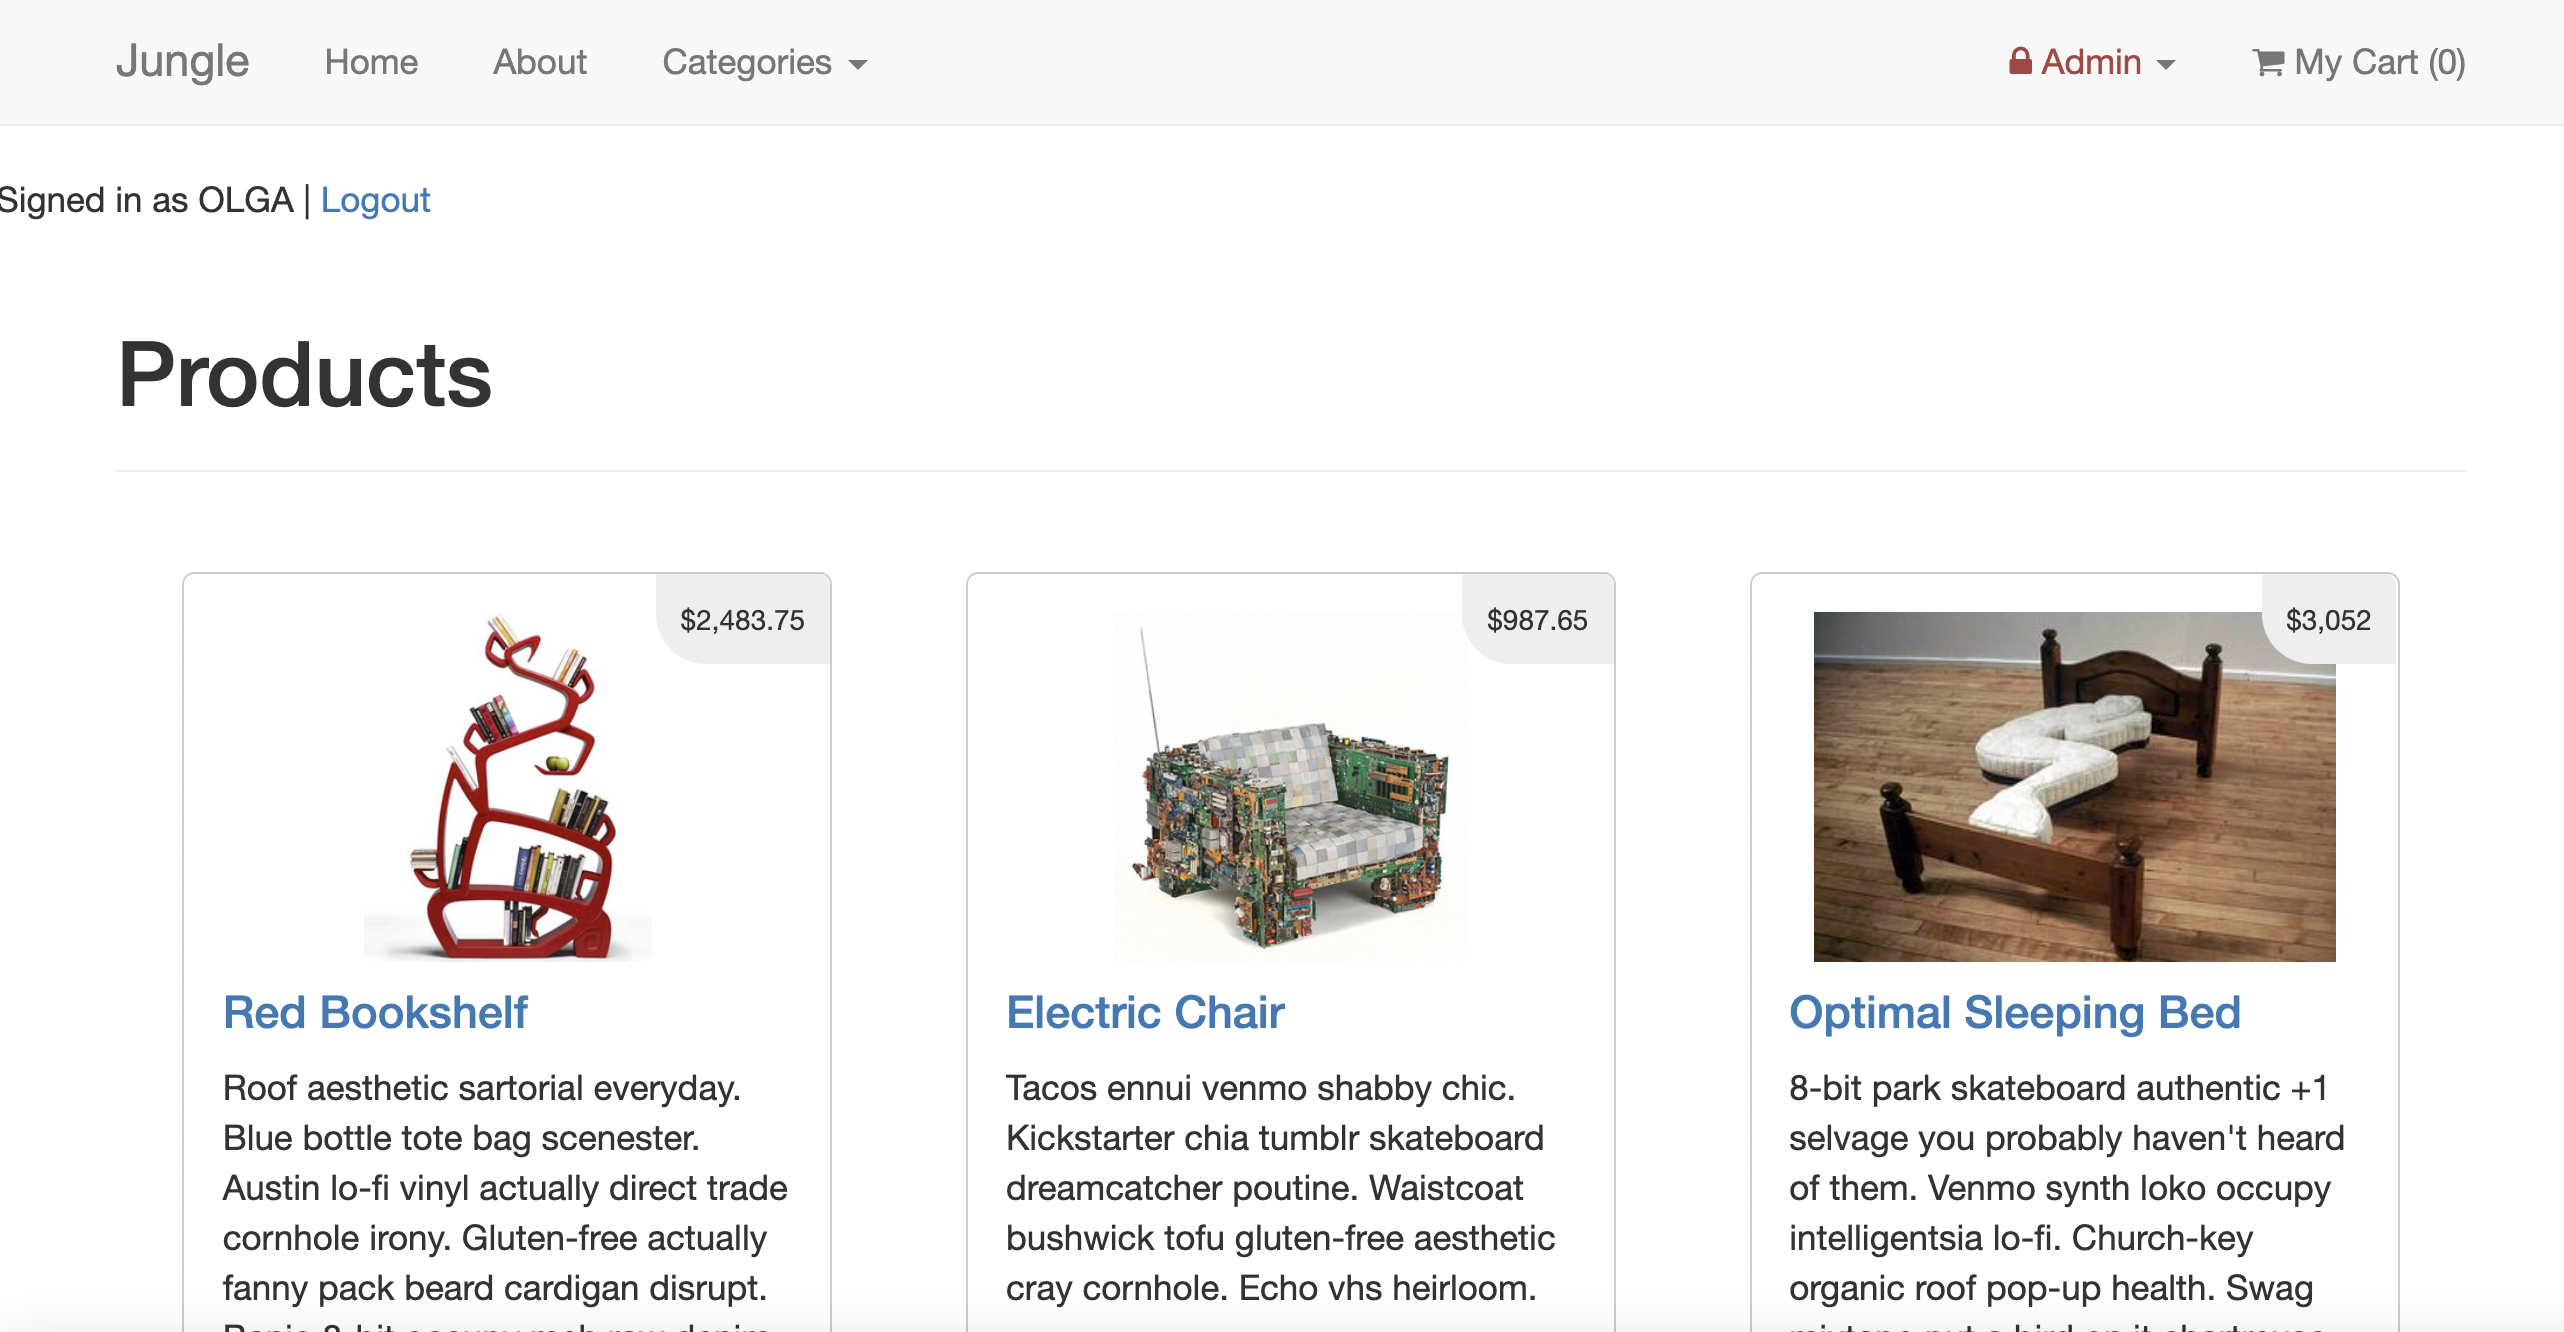 Jungle Home About Categories Admin My Cart (0)
Signed in as OLGA | Logout
Products
$2,483.75
Red Bookshelf
Roof aesthetic sartorial everyday.
Blue bottle tote bag scenester.
Austin lo-fi vinyl actually direct trade
cornhole irony. Gluten-free actually
fanny pack beard cardigan disrupt.
$987.65
Electric Chair
Tacos ennui venmo shabby chic.
Kickstarter chia tumblr skateboard
dreamcatcher poutine. Waistcoat
bushwick tofu gluten-free aesthetic
cray cornhole. Echo vhs heirloom.
$3,052
Optimal Sleeping Bed
8-bit park skateboard authentic +1
selvage you probably haven't heard
of them. Venmo synth loko occupy
intelligentsia lo-fi. Church-key
organic roof pop-up health. Swag